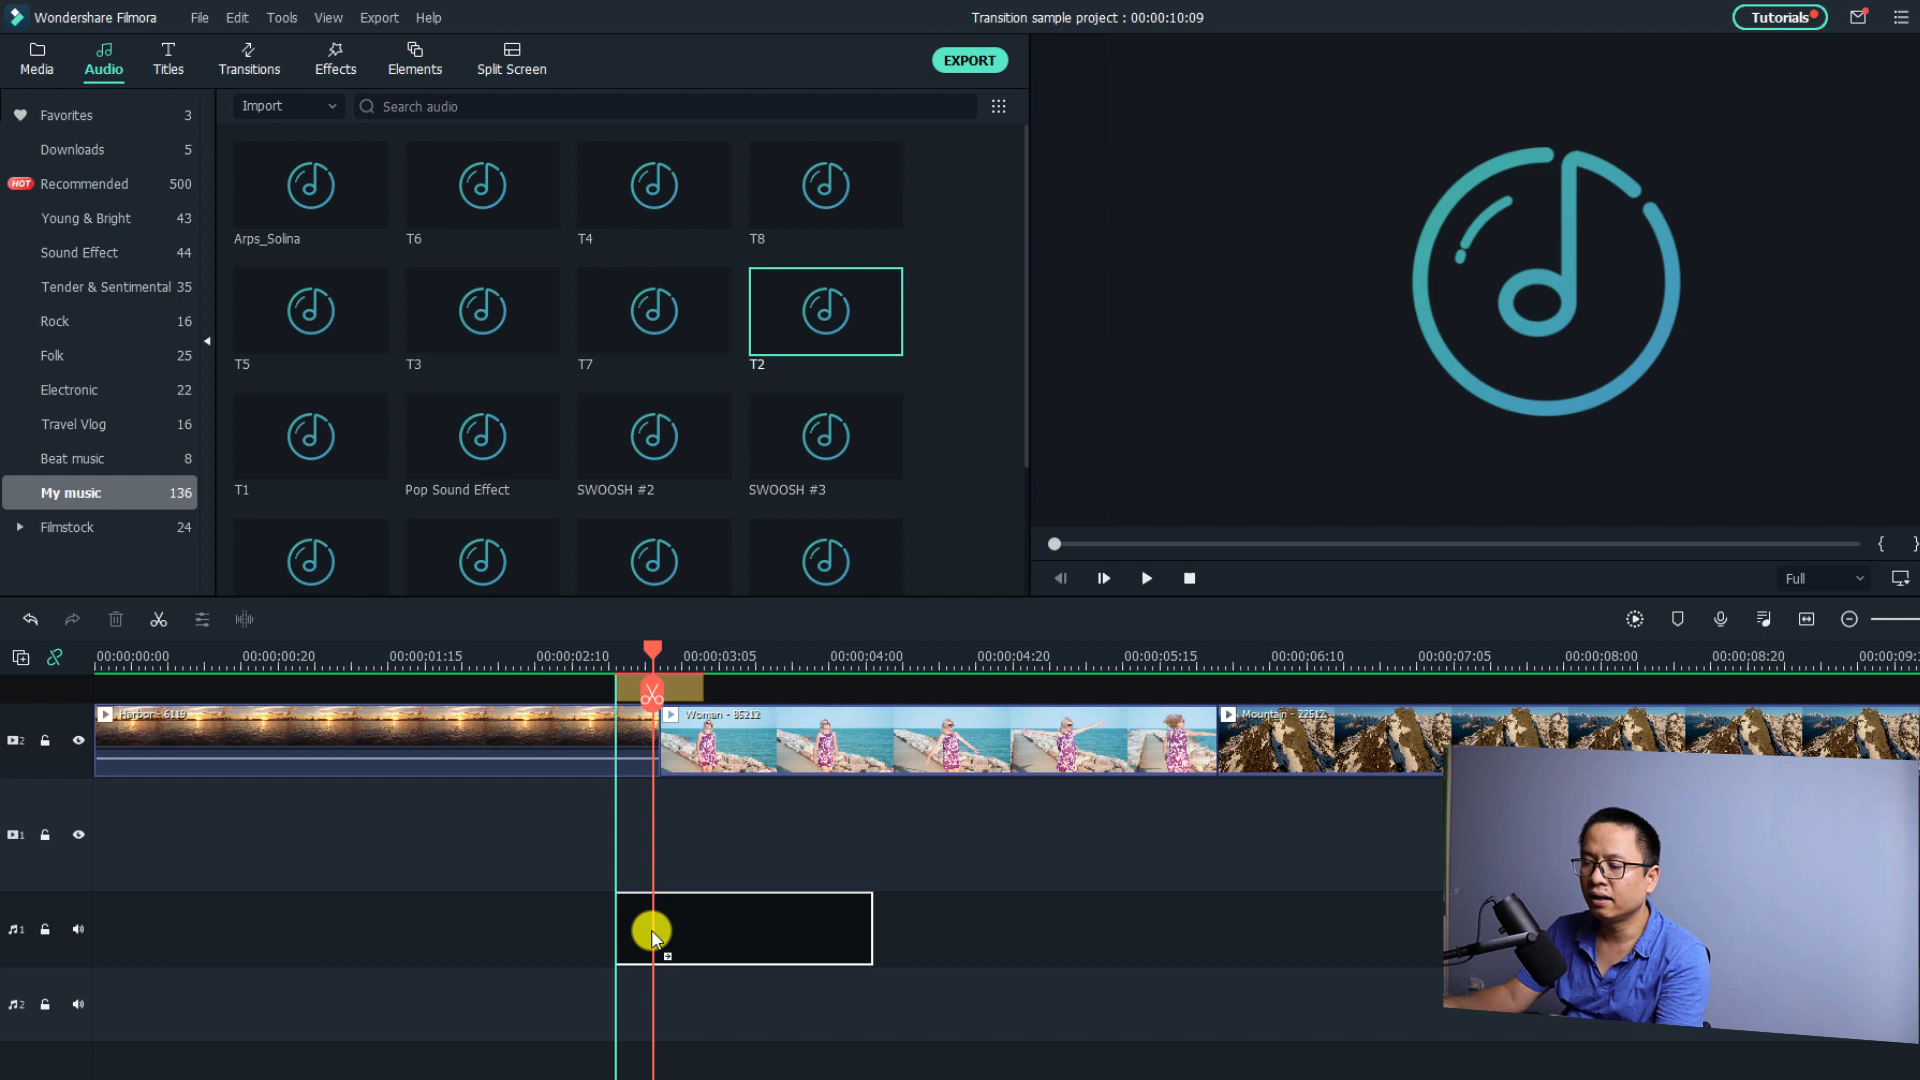 Wondershare Filmora File Edit Tools View Export Help Transition sample project : 00:00:10:09 Tutorials
Media Audio Titles Transitions Effects Elements Split Screen EXPORT
Import Search audio
Favorites 3
Downloads 5
HOT Recommended 500
Young & Bright 43
Sound Effect 44
Tender & Sentimental 35
Rock 16
Folk 25
Electronic 22
Travel Vlog 16
Beat music 8
My music 136
Filmstock 24
Arps_Solina T6 T4 T8
T5 T3 T7 T2
T1 Pop Sound Effect SWOOSH #2 SWOOSH #3
{ }
Full
00:00:00:00 00:00:00:20 00:00:01:15 00:00:02:10 00:00:03:05 00:00:04:00 00:00:04:20 00:00:05:15 00:00:06:10 00:00:07:05 00:00:08:00 00:00:08:20 00:00:09:
Harbor - 6119 Woman - 85212 Mountain - 22512
2
1
1
2